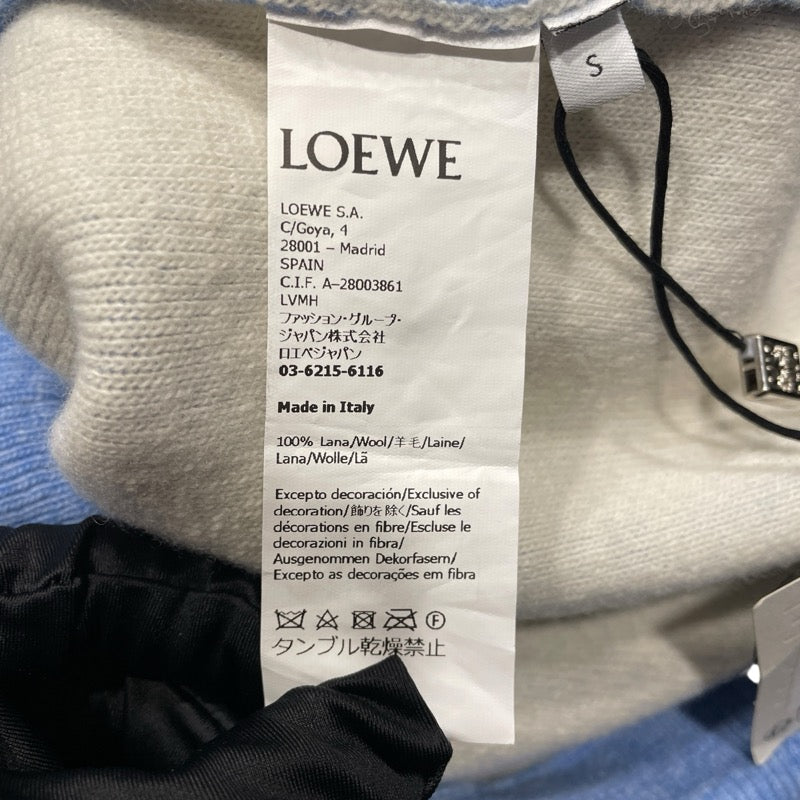 S
LOEWE
LOEWE S.A.
C/Goya, 4
28001 – Madrid
SPAIN
C.I.F. A-28003861
LVMH
ファッション・グループ・
ジャパン株式会社
ロエベジャパン
03-6215-6116
Made in Italy
100% Lana/Wool/羊毛/Laine/
Lana/Wolle/Lã
Excepto decoración/Exclusive of
decoration/飾りを除く/Sauf les
décorations en fibre/Escluse le
decorazioni in fibra/
Ausgenommen Dekorfasern/
Excepto as decorações em fibra
F
タンブル乾燥禁止